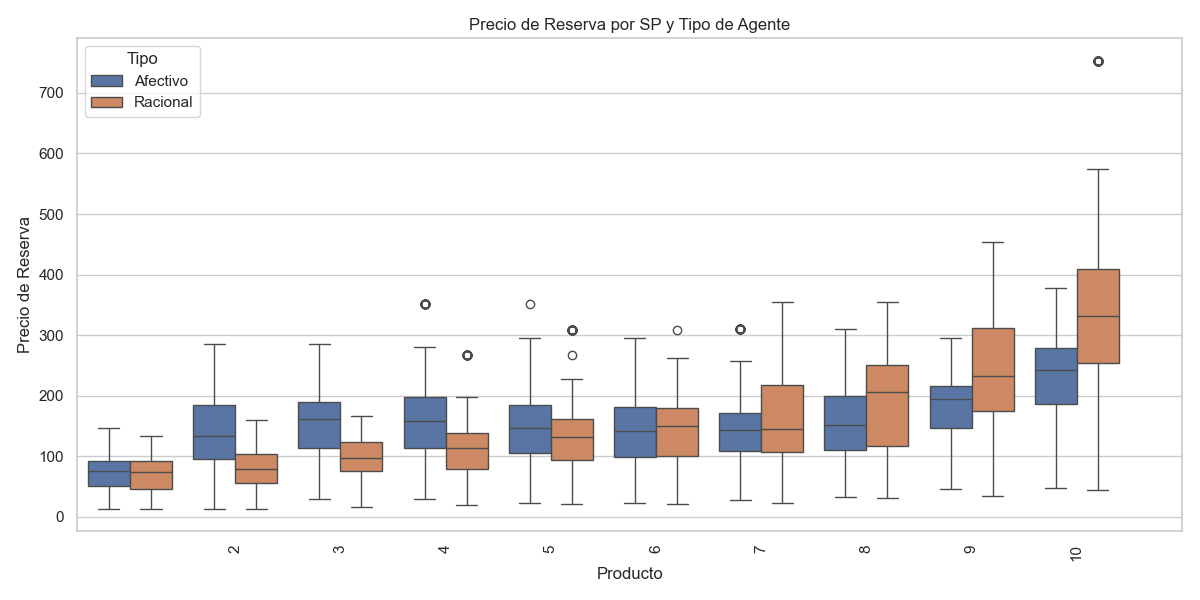 Precio de Reserva por SP y Tipo de Agente
Tipo
Afectivo
Racional
Precio de Reserva
700
600
500
400
300
200
100
0
2
3
4
5
6
7
8
9
10
Producto